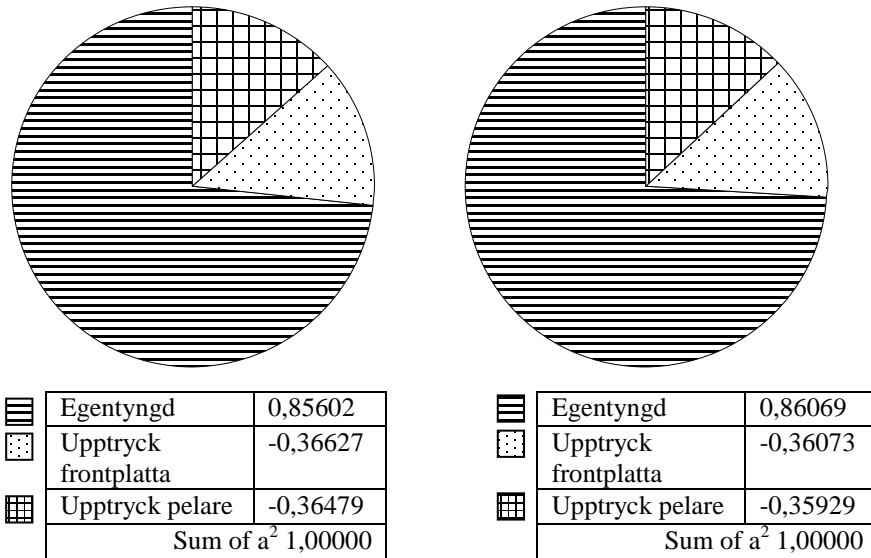 Egentyngd 0,85602
Upptryck -0,36627
frontplatta
Upptryck pelare -0,36479
Sum of a² 1,00000
Egentyngd 0,86069
Upptryck -0,36073
frontplatta
Upptryck pelare -0,35929
Sum of a² 1,00000